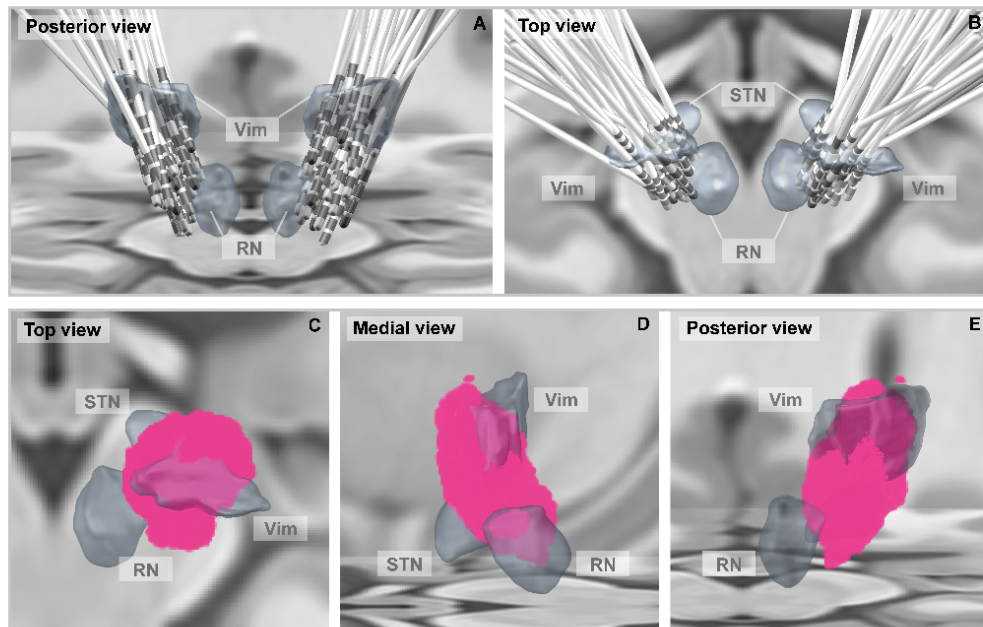 Posterior view
A
Vim
RN
Top view
B
STN
Vim
Vim
RN
Top view
C
STN
Vim
RN
Medial view
D
Vim
STN
RN
Posterior view
E
Vim
RN